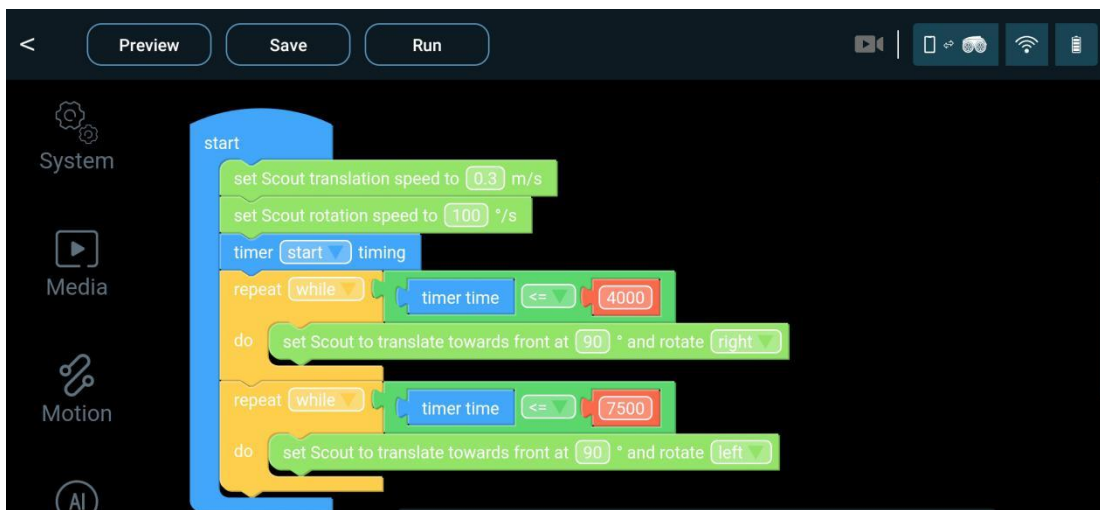 < Preview Save Run
System
start
set Scout translation speed to 0.3 m/s
set Scout rotation speed to 100 °/s
timer start timing
Media
repeat while timer time <= 4000
do set Scout to translate towards front at 90 ° and rotate right
Motion
repeat while timer time <= 7500
do set Scout to translate towards front at 90 ° and rotate left
AI